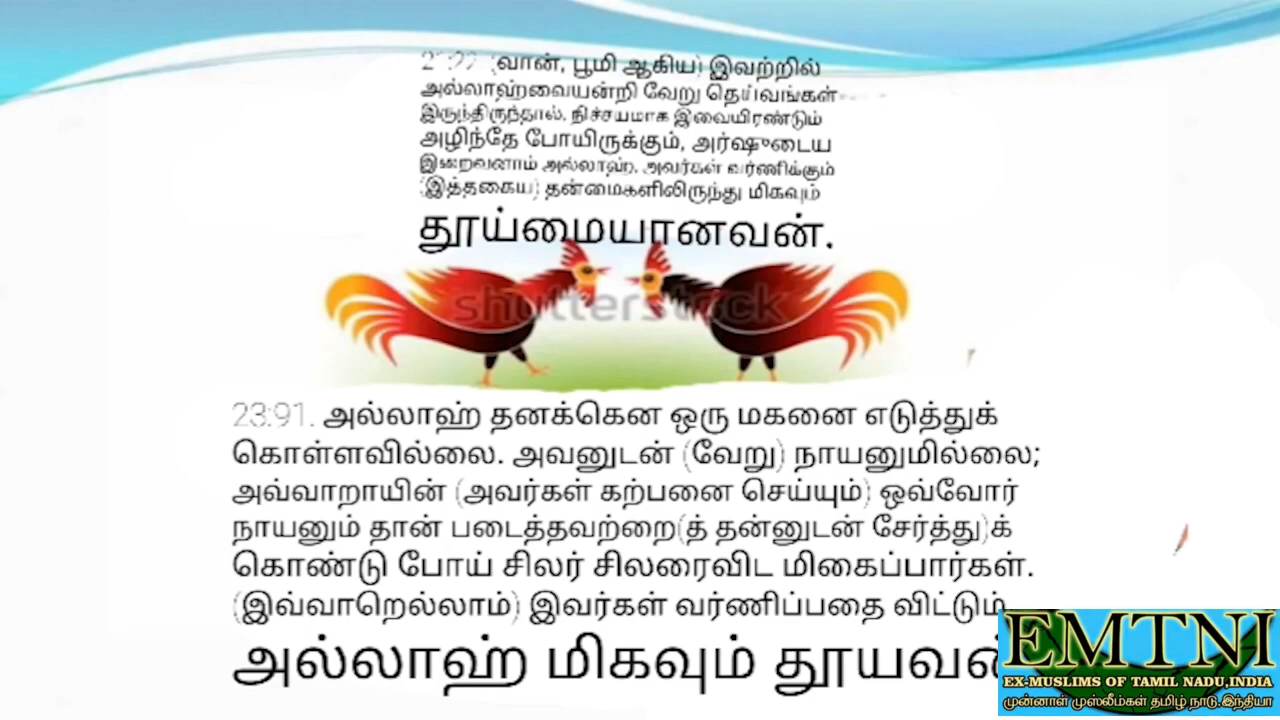 21:22. (வான், பூமி ஆகிய) இவற்றில்
அல்லாஹ்வையன்றி வேறு தெய்வங்கள்
இருந்திருந்தால், நிச்சயமாக இவையிரண்டும்
அழிந்தே போயிருக்கும், அர்ஷுடைய
இறைவனாம் அல்லாஹ், அவர்கள் வர்ணிக்கும்
(இத்தகைய) தன்மைகளிலிருந்து மிகவும்
தூய்மையானவன்.
shutterstock
23:91. அல்லாஹ் தனக்கென ஒரு மகனை எடுத்துக்
கொள்ளவில்லை. அவனுடன் (வேறு) நாயனுமில்லை;
அவ்வாறாயின் (அவர்கள் கற்பனை செய்யும்) ஒவ்வோர்
நாயனும் தான் படைத்தவற்றை(த் தன்னுடன் சேர்த்து)க்
கொண்டு போய் சிலர் சிலரைவிட மிகைப்பார்கள்.
(இவ்வாறெல்லாம்) இவர்கள் வர்ணிப்பதை விட்டும்
அல்லாஹ் மிகவும் தூயவன்
EMTNI
EX-MUSLIMS OF TAMIL NADU,INDIA
முன்னாள் முஸ்லீம்கள் தமிழ் நாடு.இந்தியா